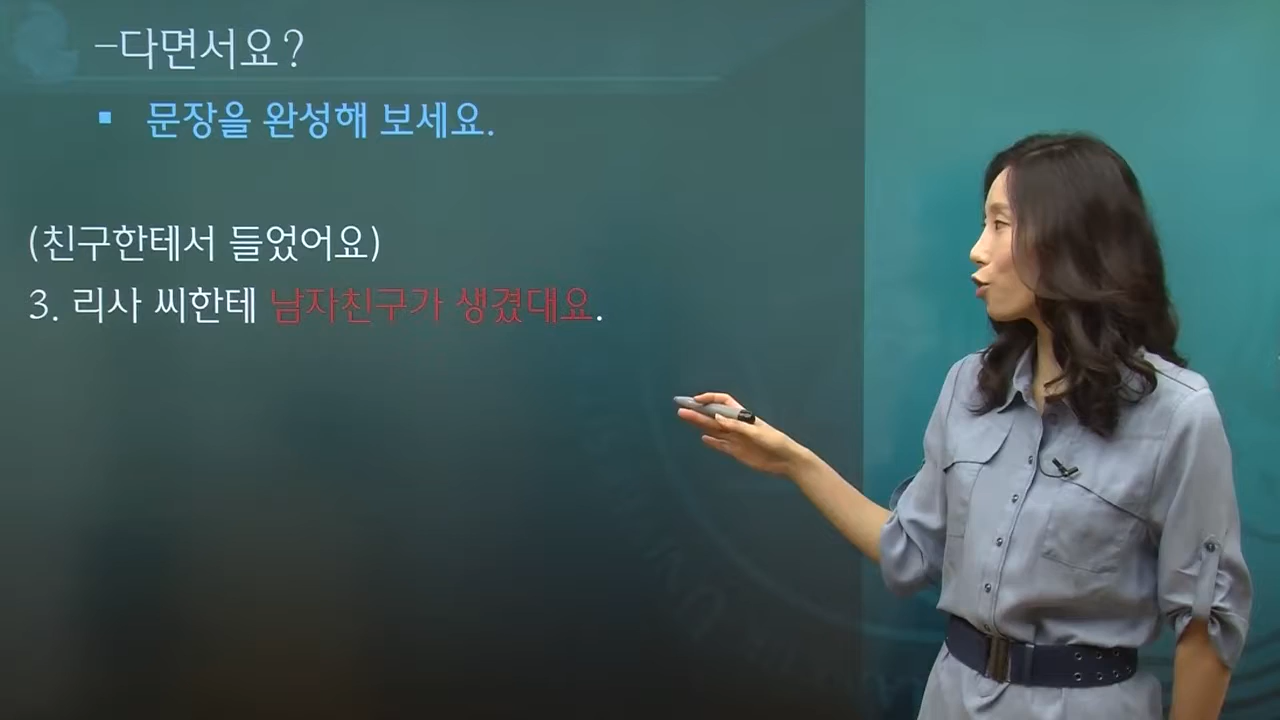 -다면서요?
▪ 문장을 완성해 보세요.
(친구한테서 들었어요)
3. 리사 씨한테 남자친구가 생겼대요.